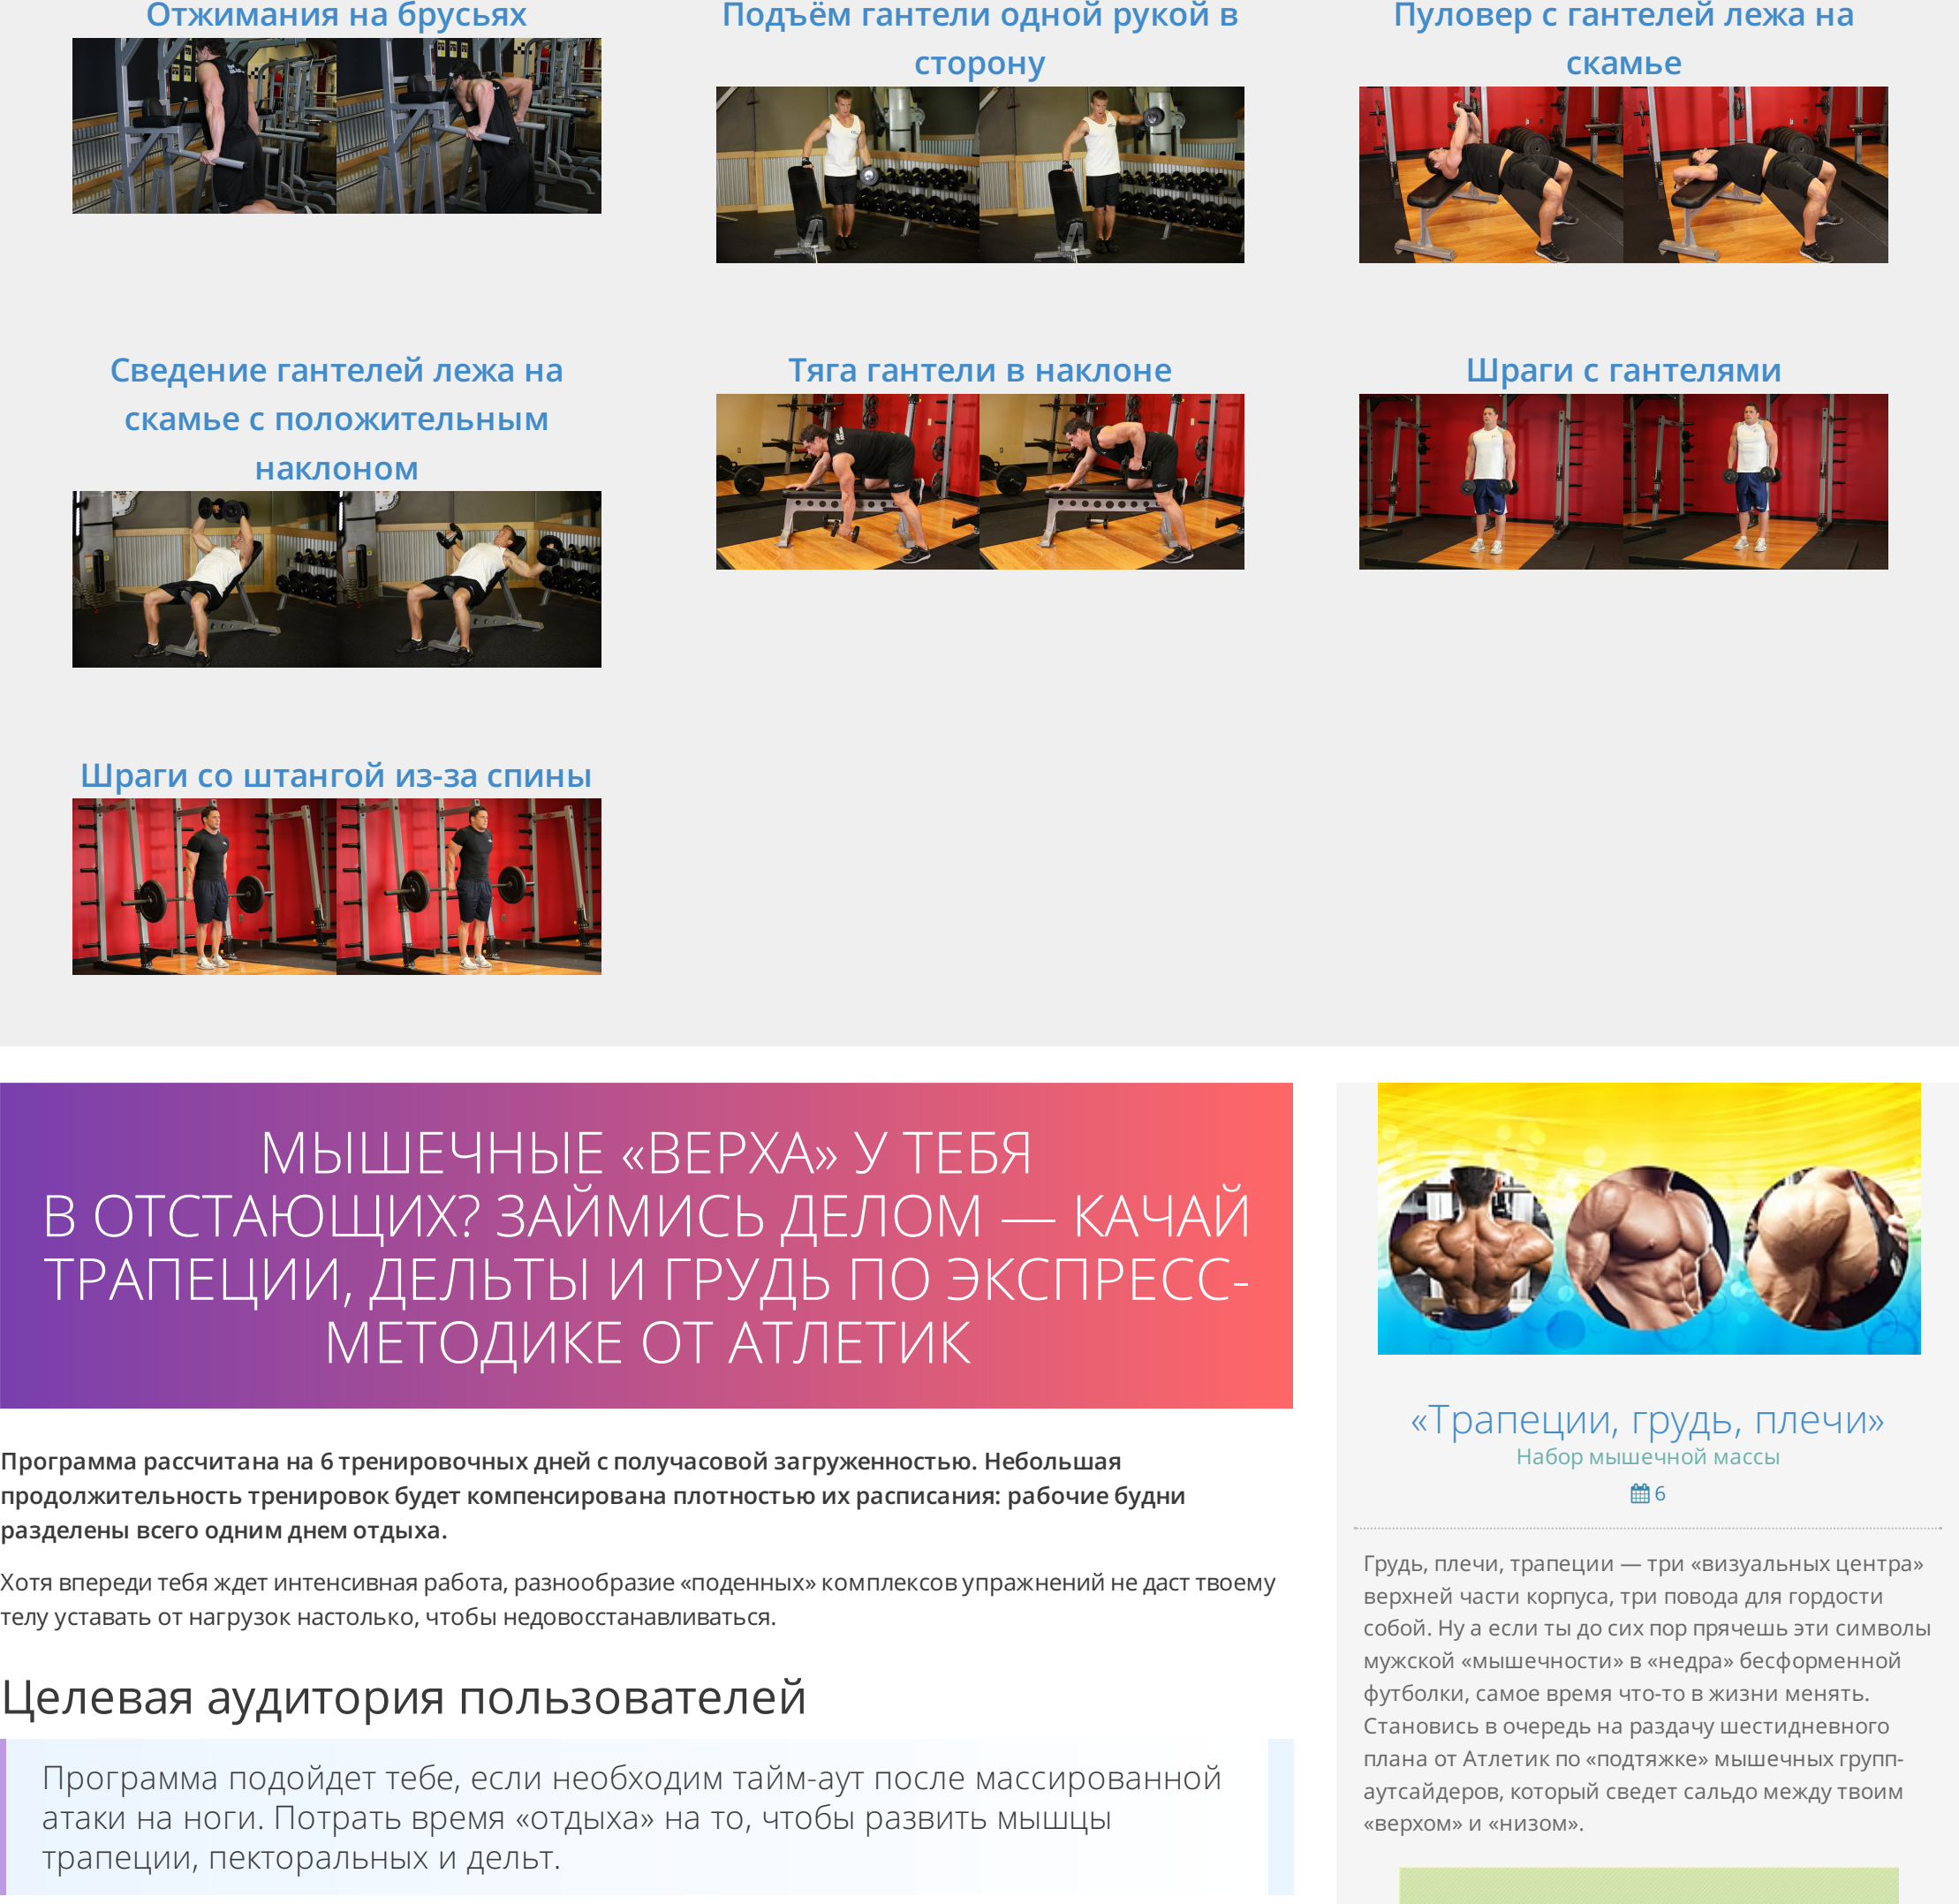 Отжимания на брусьях
Подъём гантели одной рукой в
сторону
Пуловер с гантелей лежа на
скамье
Сведение гантелей лежа на
скамье с положительным
наклоном
Тяга гантели в наклоне
Шраги с гантелями
Шраги со штангой из-за спины
МЫШЕЧНЫЕ «ВЕРХА» У ТЕБЯ
В ОТСТАЮЩИХ? ЗАЙМИСЬ ДЕЛОМ — КАЧАЙ
ТРАПЕЦИИ, ДЕЛЬТЫ И ГРУДЬ ПО ЭКСПРЕСС-
МЕТОДИКЕ ОТ АТЛЕТИК
Программа рассчитана на 6 тренировочных дней с получасовой загруженностью. Небольшая
продолжительность тренировок будет компенсирована плотностью их расписания: рабочие будни
разделены всего одним днем отдыха.
Хотя впереди тебя ждет интенсивная работа, разнообразие «поденных» комплексов упражнений не даст твоему
телу уставать от нагрузок настолько, чтобы недовосстанавливаться.
Целевая аудитория пользователей
Программа подойдет тебе, если необходим тайм-аут после массированной
атаки на ноги. Потрать время «отдыха» на то, чтобы развить мышцы
трапеции, пекторальных и дельт.
«Трапеции, грудь, плечи»
Набор мышечной массы
6
Грудь, плечи, трапеции — три «визуальных центра»
верхней части корпуса, три повода для гордости
собой. Ну а если ты до сих пор прячешь эти символы
мужской «мышечности» в «недра» бесформенной
футболки, самое время что-то в жизни менять.
Становись в очередь на раздачу шестидневного
плана от Атлетик по «подтяжке» мышечных групп-
аутсайдеров, который сведет сальдо между твоим
«верхом» и «низом».